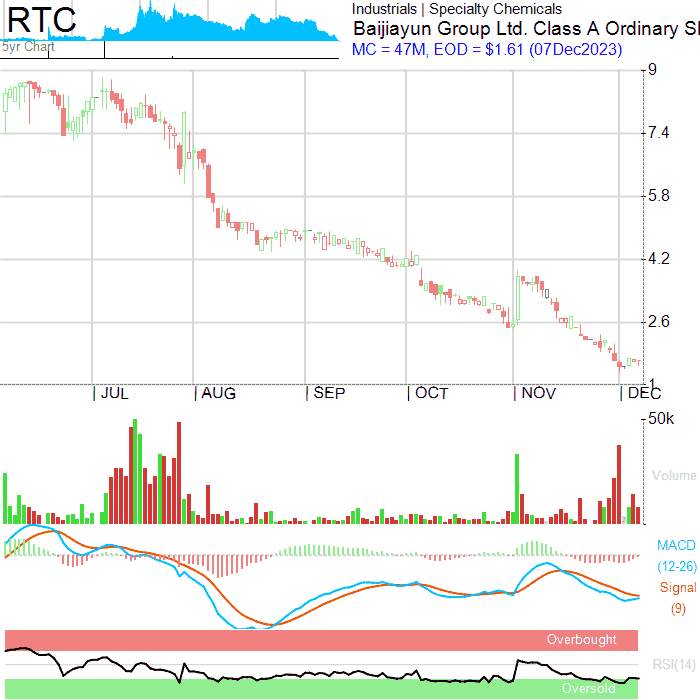 RTC
5yr Chart
Industrials | Specialty Chemicals
Baijiayun Group Ltd. Class A Ordinary S
MC = 47M, EOD = $1.61 (07Dec2023)
9
7.4
5.8
4.2
2.6
1
JUL
AUG
SEP
OCT
NOV
DEC
50k
Volume
MACD
(12-26)
Signal
(9)
Overbought
RSI(14)
Oversold